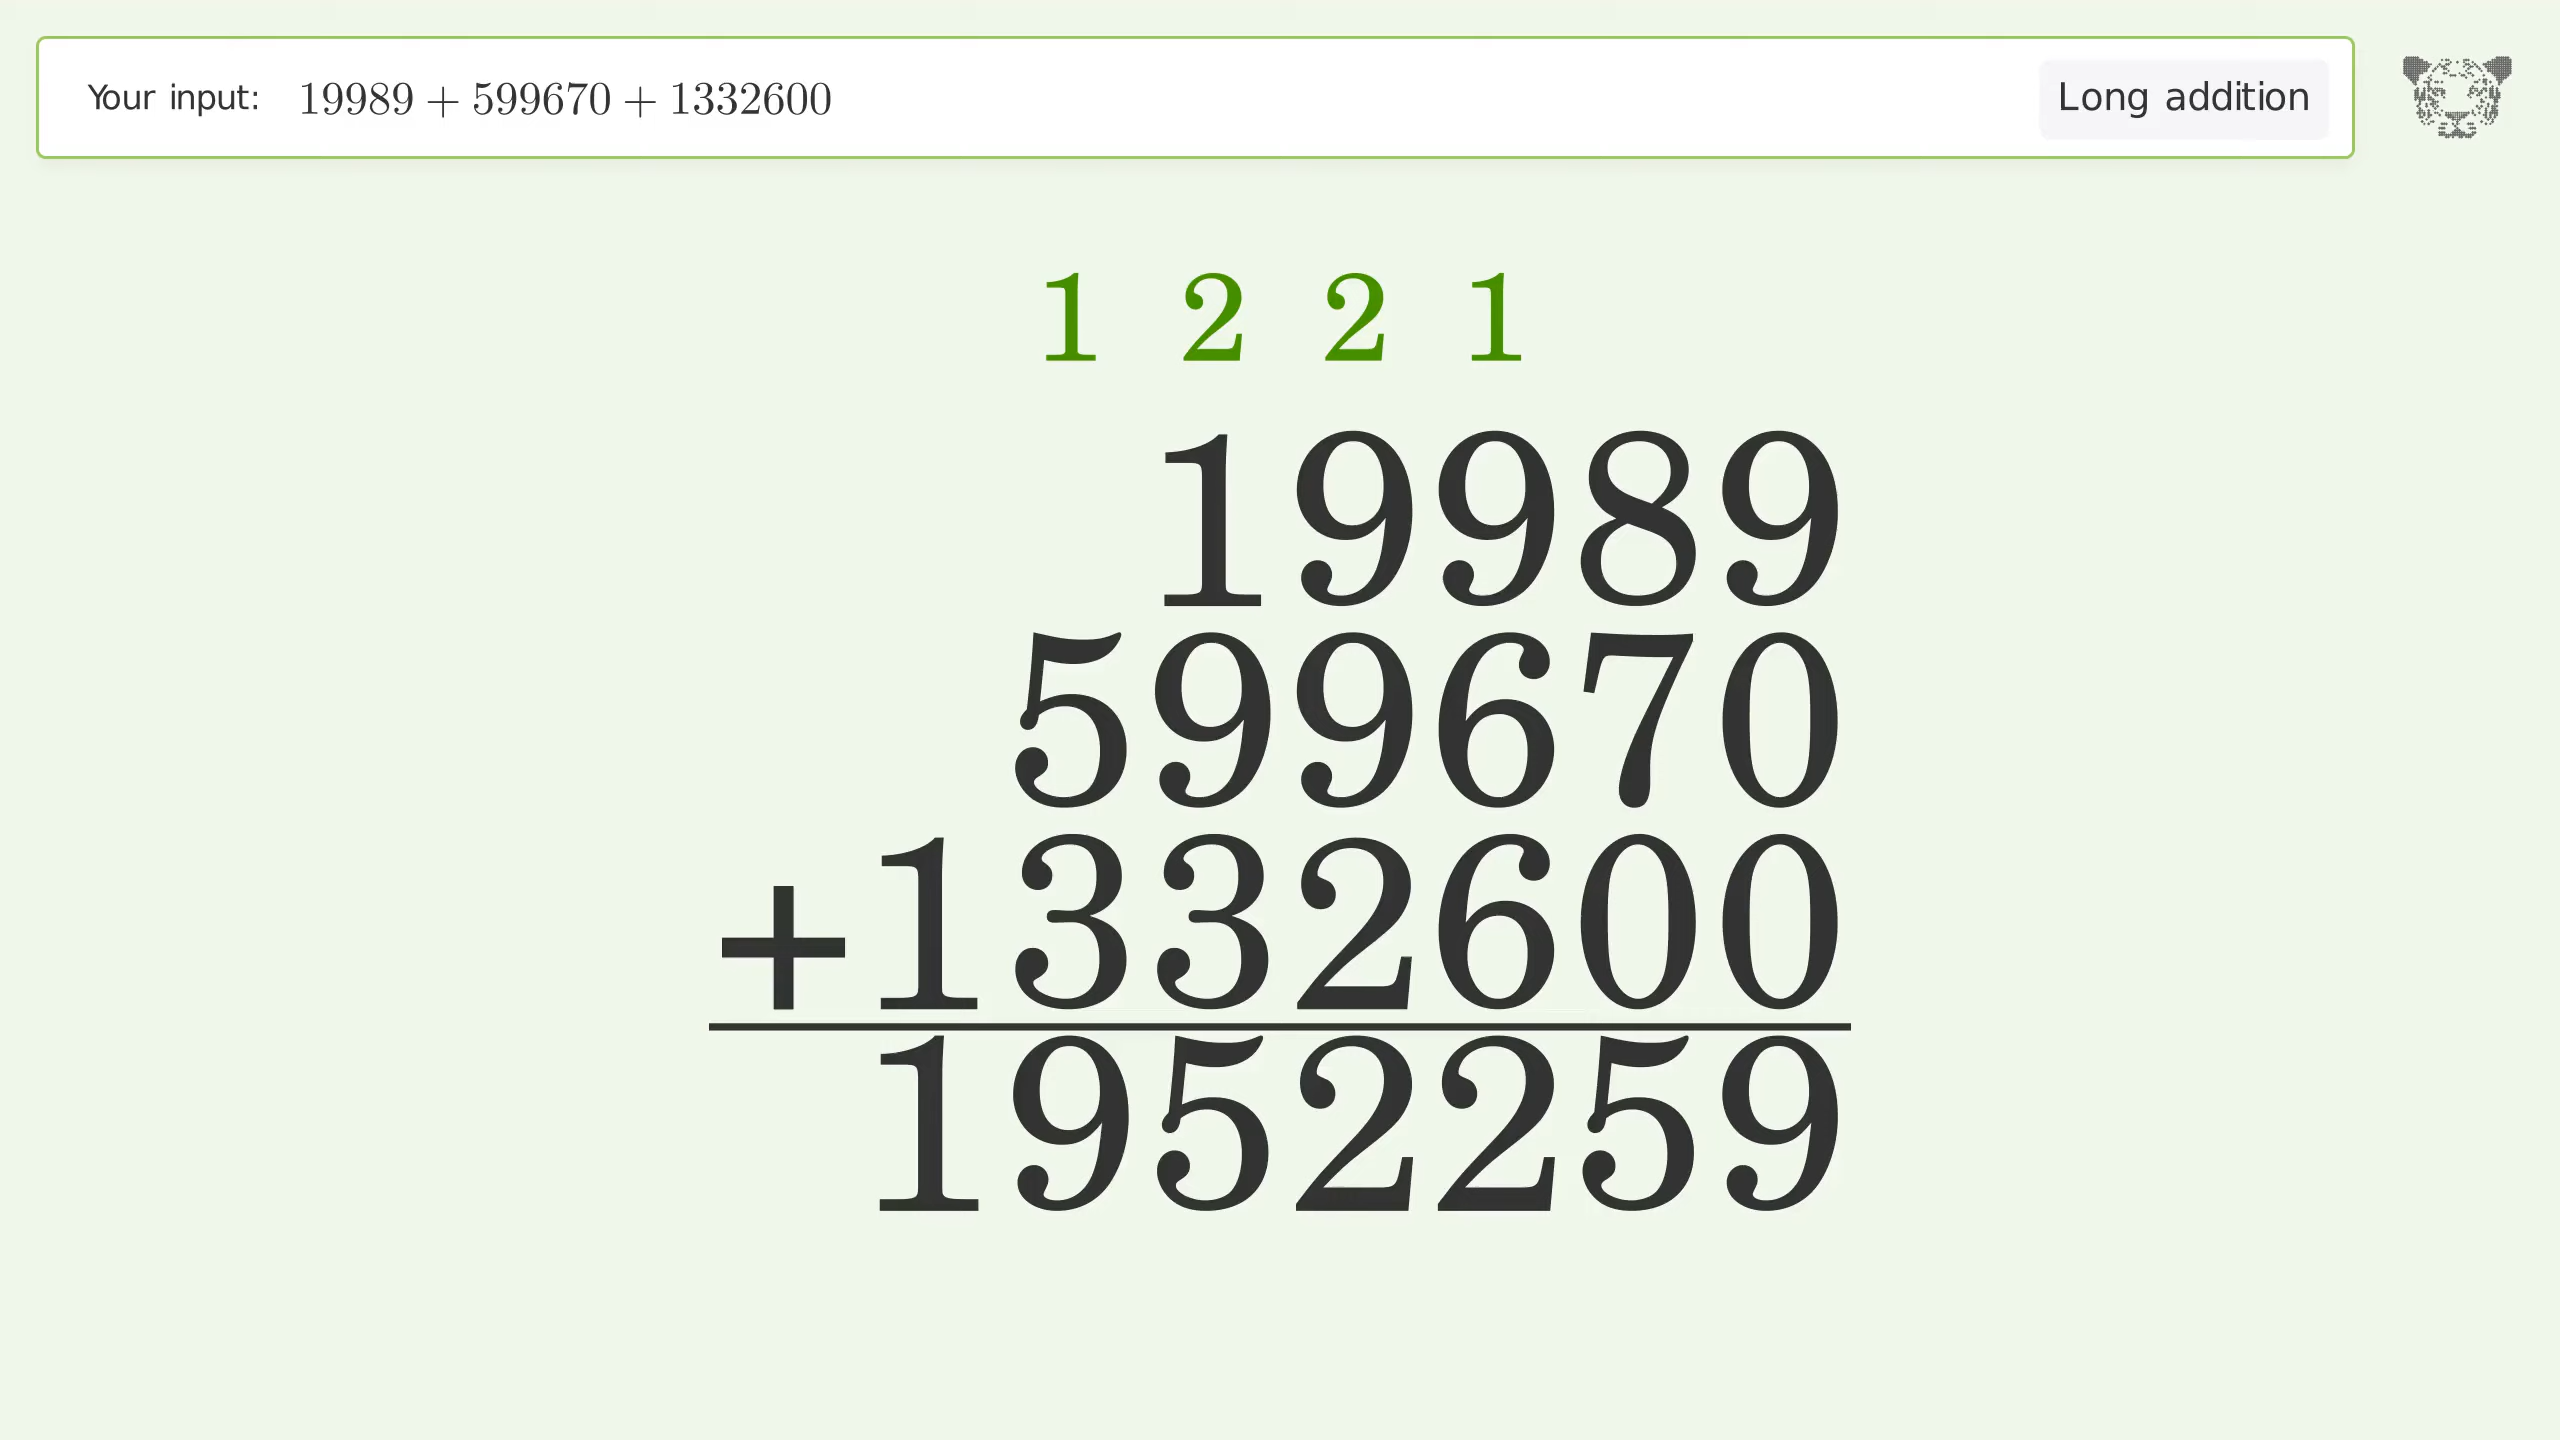 Your input: 19989 + 599670 + 1332600
Long addition
1 2 2 1
19989
599670
+1332600
1952259